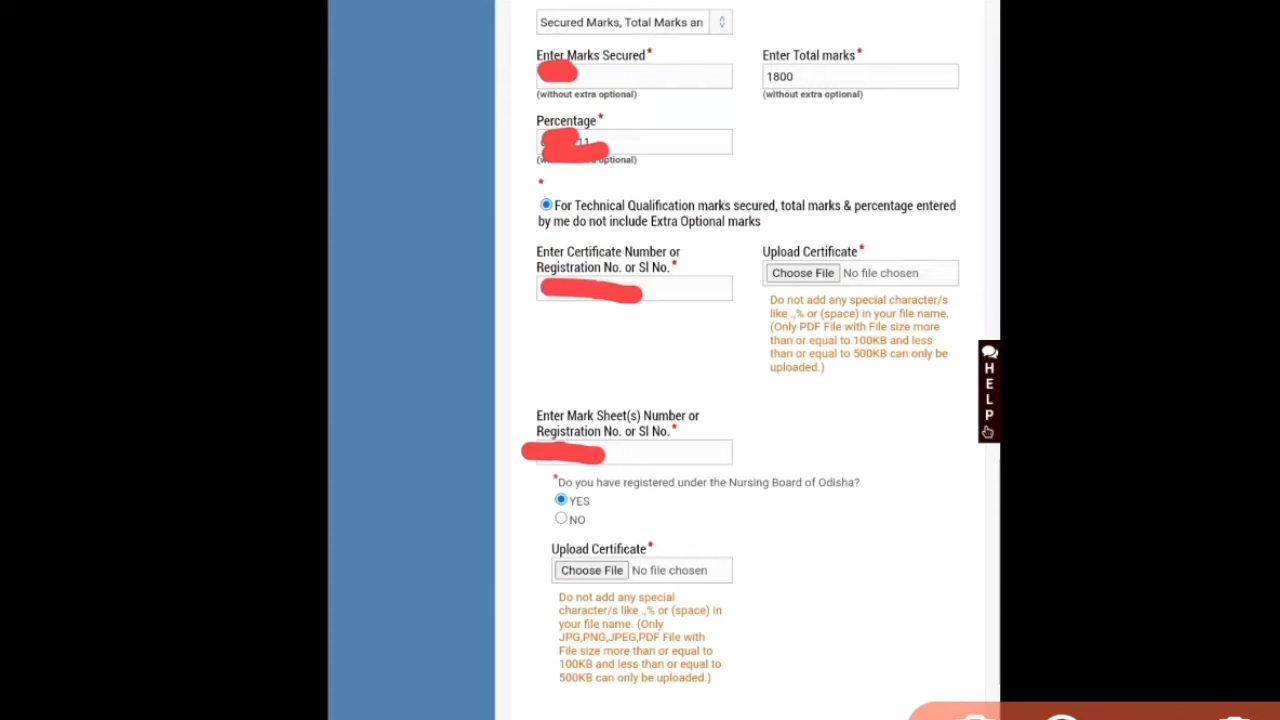 Secured Marks, Total Marks an
Enter Marks Secured*
Enter Total marks*
1800
(without extra optional)
(without extra optional)
Percentage *
11
optional)
*
For Technical Qualification marks secured, total marks & percentage entered
by me do not include Extra Optional marks
Enter Certificate Number or
Registration No. or Sl No.*
Upload Certificate*
Choose File No file chosen
Do not add any special character/s
like .,% or (space) in your file name.
(Only PDF File with File size more
than or equal to 100KB and less
than or equal to 500KB can only be
uploaded.)
HELP
Enter Mark Sheet(s) Number or
Registration No. or Sl No.*
*Do you have registered under the Nursing Board of Odisha?
YES
NO
Upload Certificate*
Choose File No file chosen
Do not add any special
character/s like .,% or (space) in
your file name. (Only
JPG,PNG,JPEG,PDF File with
File size more than or equal to
100KB and less than or equal to
500KB can only be uploaded.)